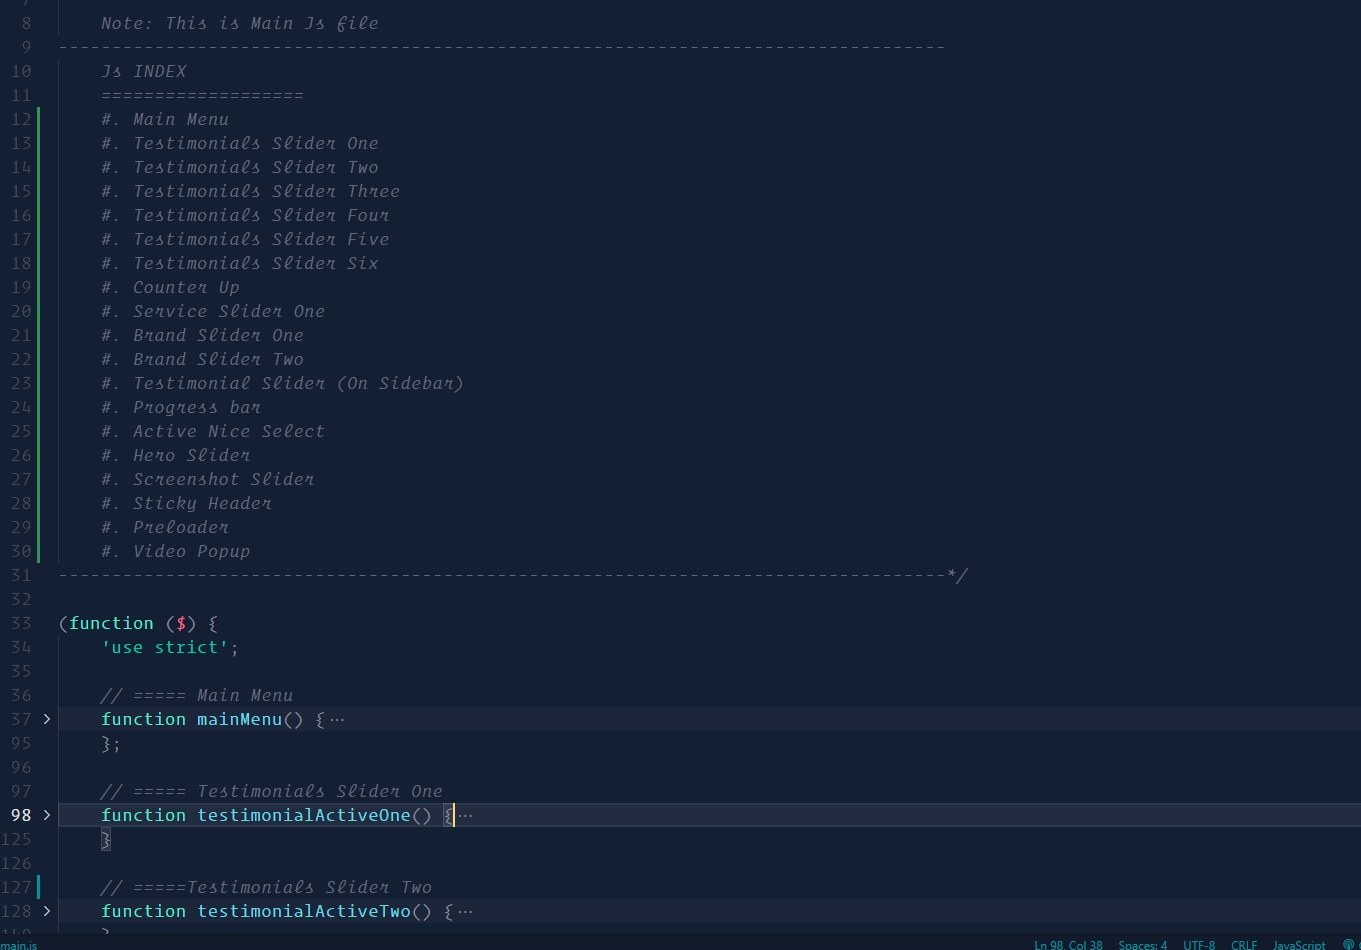 8 Note: This is Main Js file
9 -----------------------------------------------------------------------------------
10 Js INDEX
11 ===================
12 #. Main Menu
13 #. Testimonials Slider One
14 #. Testimonials Slider Two
15 #. Testimonials Slider Three
16 #. Testimonials Slider Four
17 #. Testimonials Slider Five
18 #. Testimonials Slider Six
19 #. Counter Up
20 #. Service Slider One
21 #. Brand Slider One
22 #. Brand Slider Two
23 #. Testimonial Slider (On Sidebar)
24 #. Progress bar
25 #. Active Nice Select
26 #. Hero Slider
27 #. Screenshot Slider
28 #. Sticky Header
29 #. Preloader
30 #. Video Popup
31 -----------------------------------------------------------------------------------*/
32
33 (function ($) {
34 'use strict';
35
36 // ===== Main Menu
37 function mainMenu() {···
95 };
96
97 // ===== Testimonials Slider One
98 function testimonialActiveOne() {···
125 }
126
127 // =====Testimonials Slider Two
128 function testimonialActiveTwo() {···
main.js Ln 98, Col 38 Spaces: 4 UTF-8 CRLF JavaScript